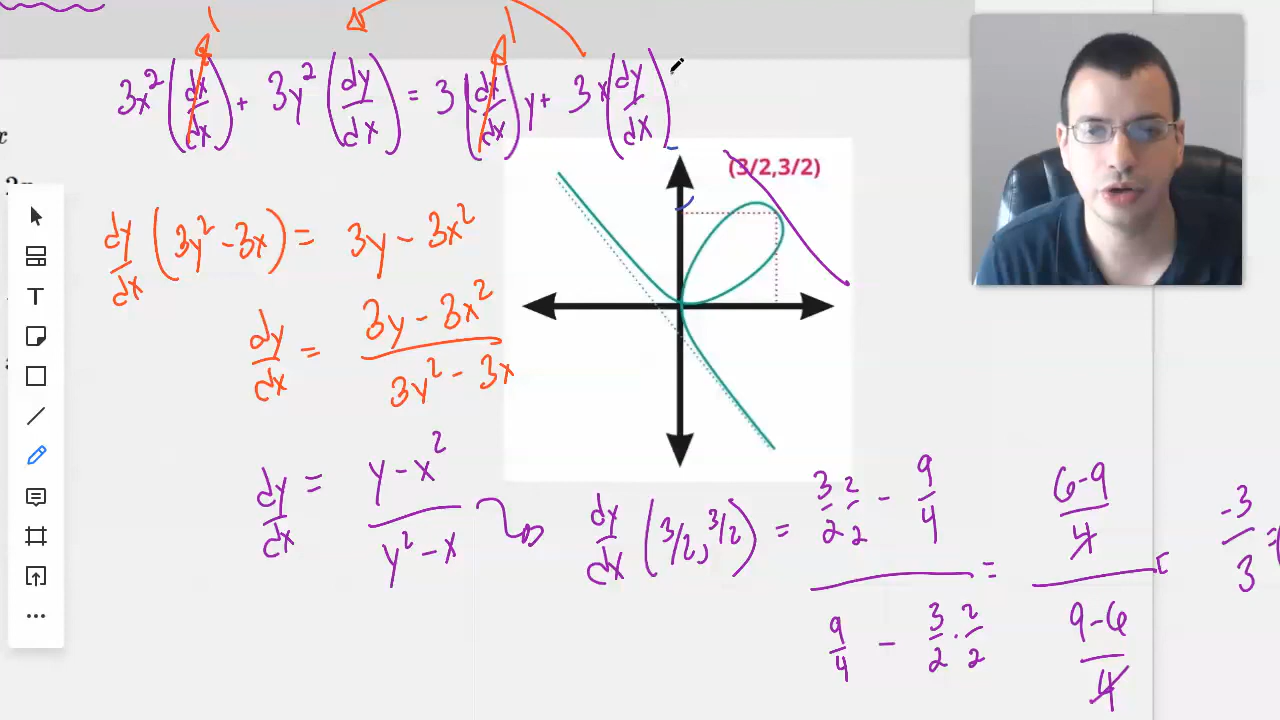 3x² (dx/dx) + 3y² (dy/dx) = 3 (dx/dx) y + 3x (dy/dx)
1 1
x
(3/2,3/2)
dy/dx (3y² - 3x) = 3y - 3x²
dy/dx = (3y - 3x²)/(3y² - 3x)
T
dy/dx = (y - x²)/(y² - x)
dy/dx (3/2, 3/2) = (3/2 2/2 - 9/4)/(9/4 - 3/2 · 2/2) = ((6-9)/4)/((9-6)/4) = -3/3 =